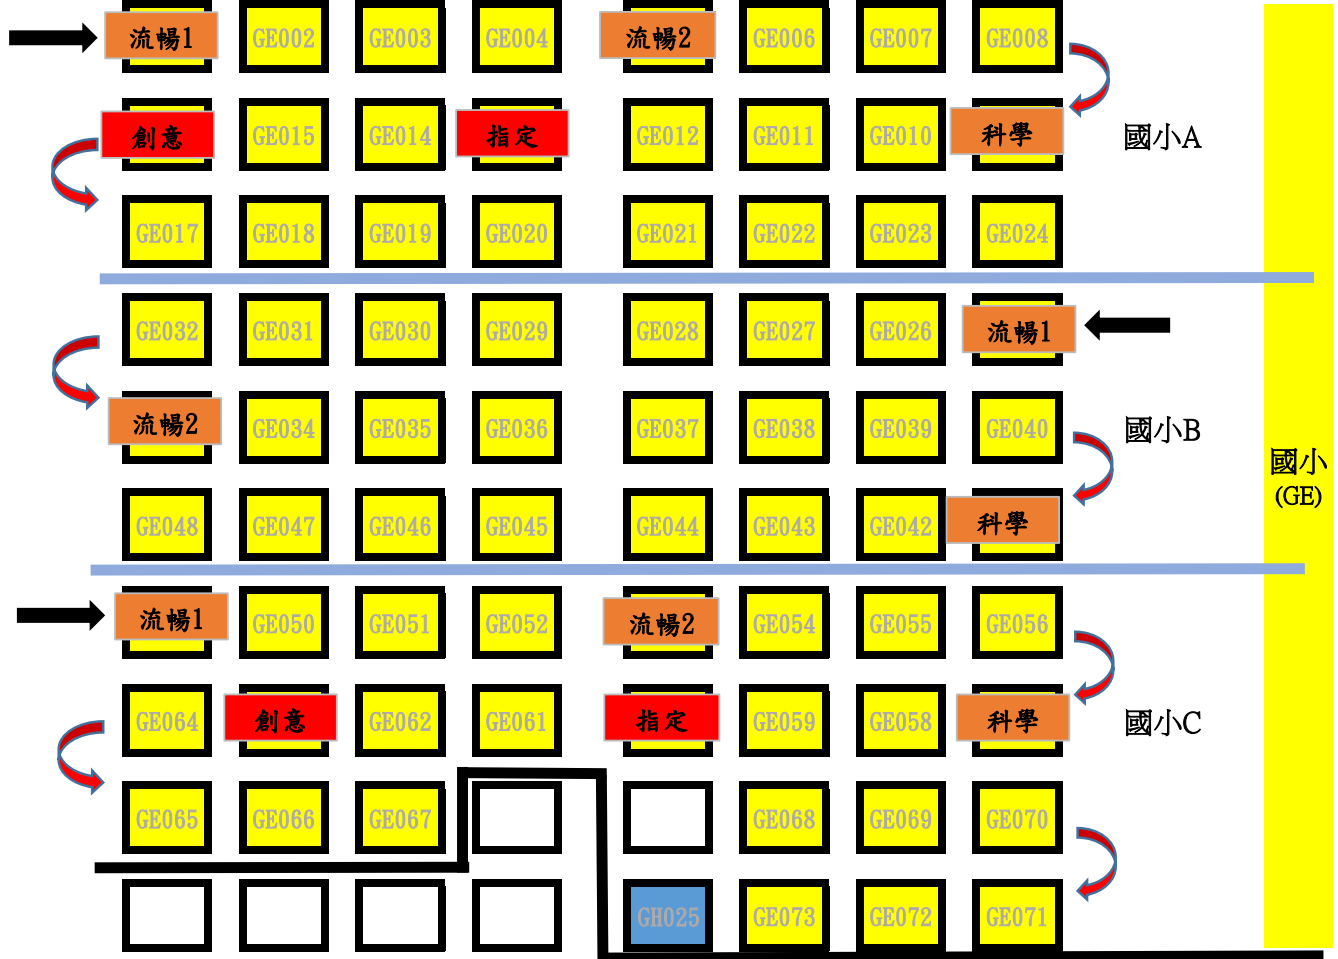 流暢1 GE002 GE003 GE004 流暢2 GE006 GE007 GE008
創意 GE015 GE014 指定 GE012 GE011 GE010 科學
國小A
GE017 GE018 GE019 GE020 GE021 GE022 GE023 GE024
GE032 GE031 GE030 GE029 GE028 GE027 GE026 流暢1
流暢2 GE034 GE035 GE036 GE037 GE038 GE039 GE040
國小B
國小
(GE)
GE048 GE047 GE046 GE045 GE044 GE043 GE042 科學
流暢1 GE050 GE051 GE052 流暢2 GE054 GE055 GE056
GE064 創意 GE062 GE061 指定 GE059 GE058 科學
國小C
GE065 GE066 GE067 GE068 GE069 GE070
GH025 GE073 GE072 GE071